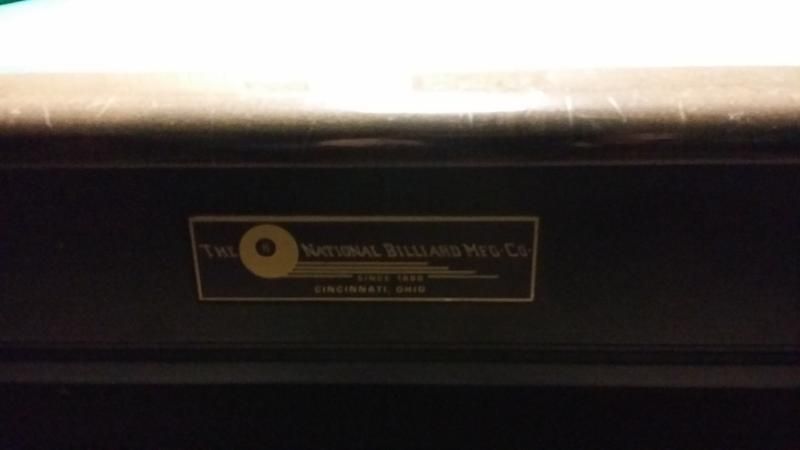 THE NATIONAL BILLIARD MFG. CO.
SINCE
CINCINNATI, OHIO